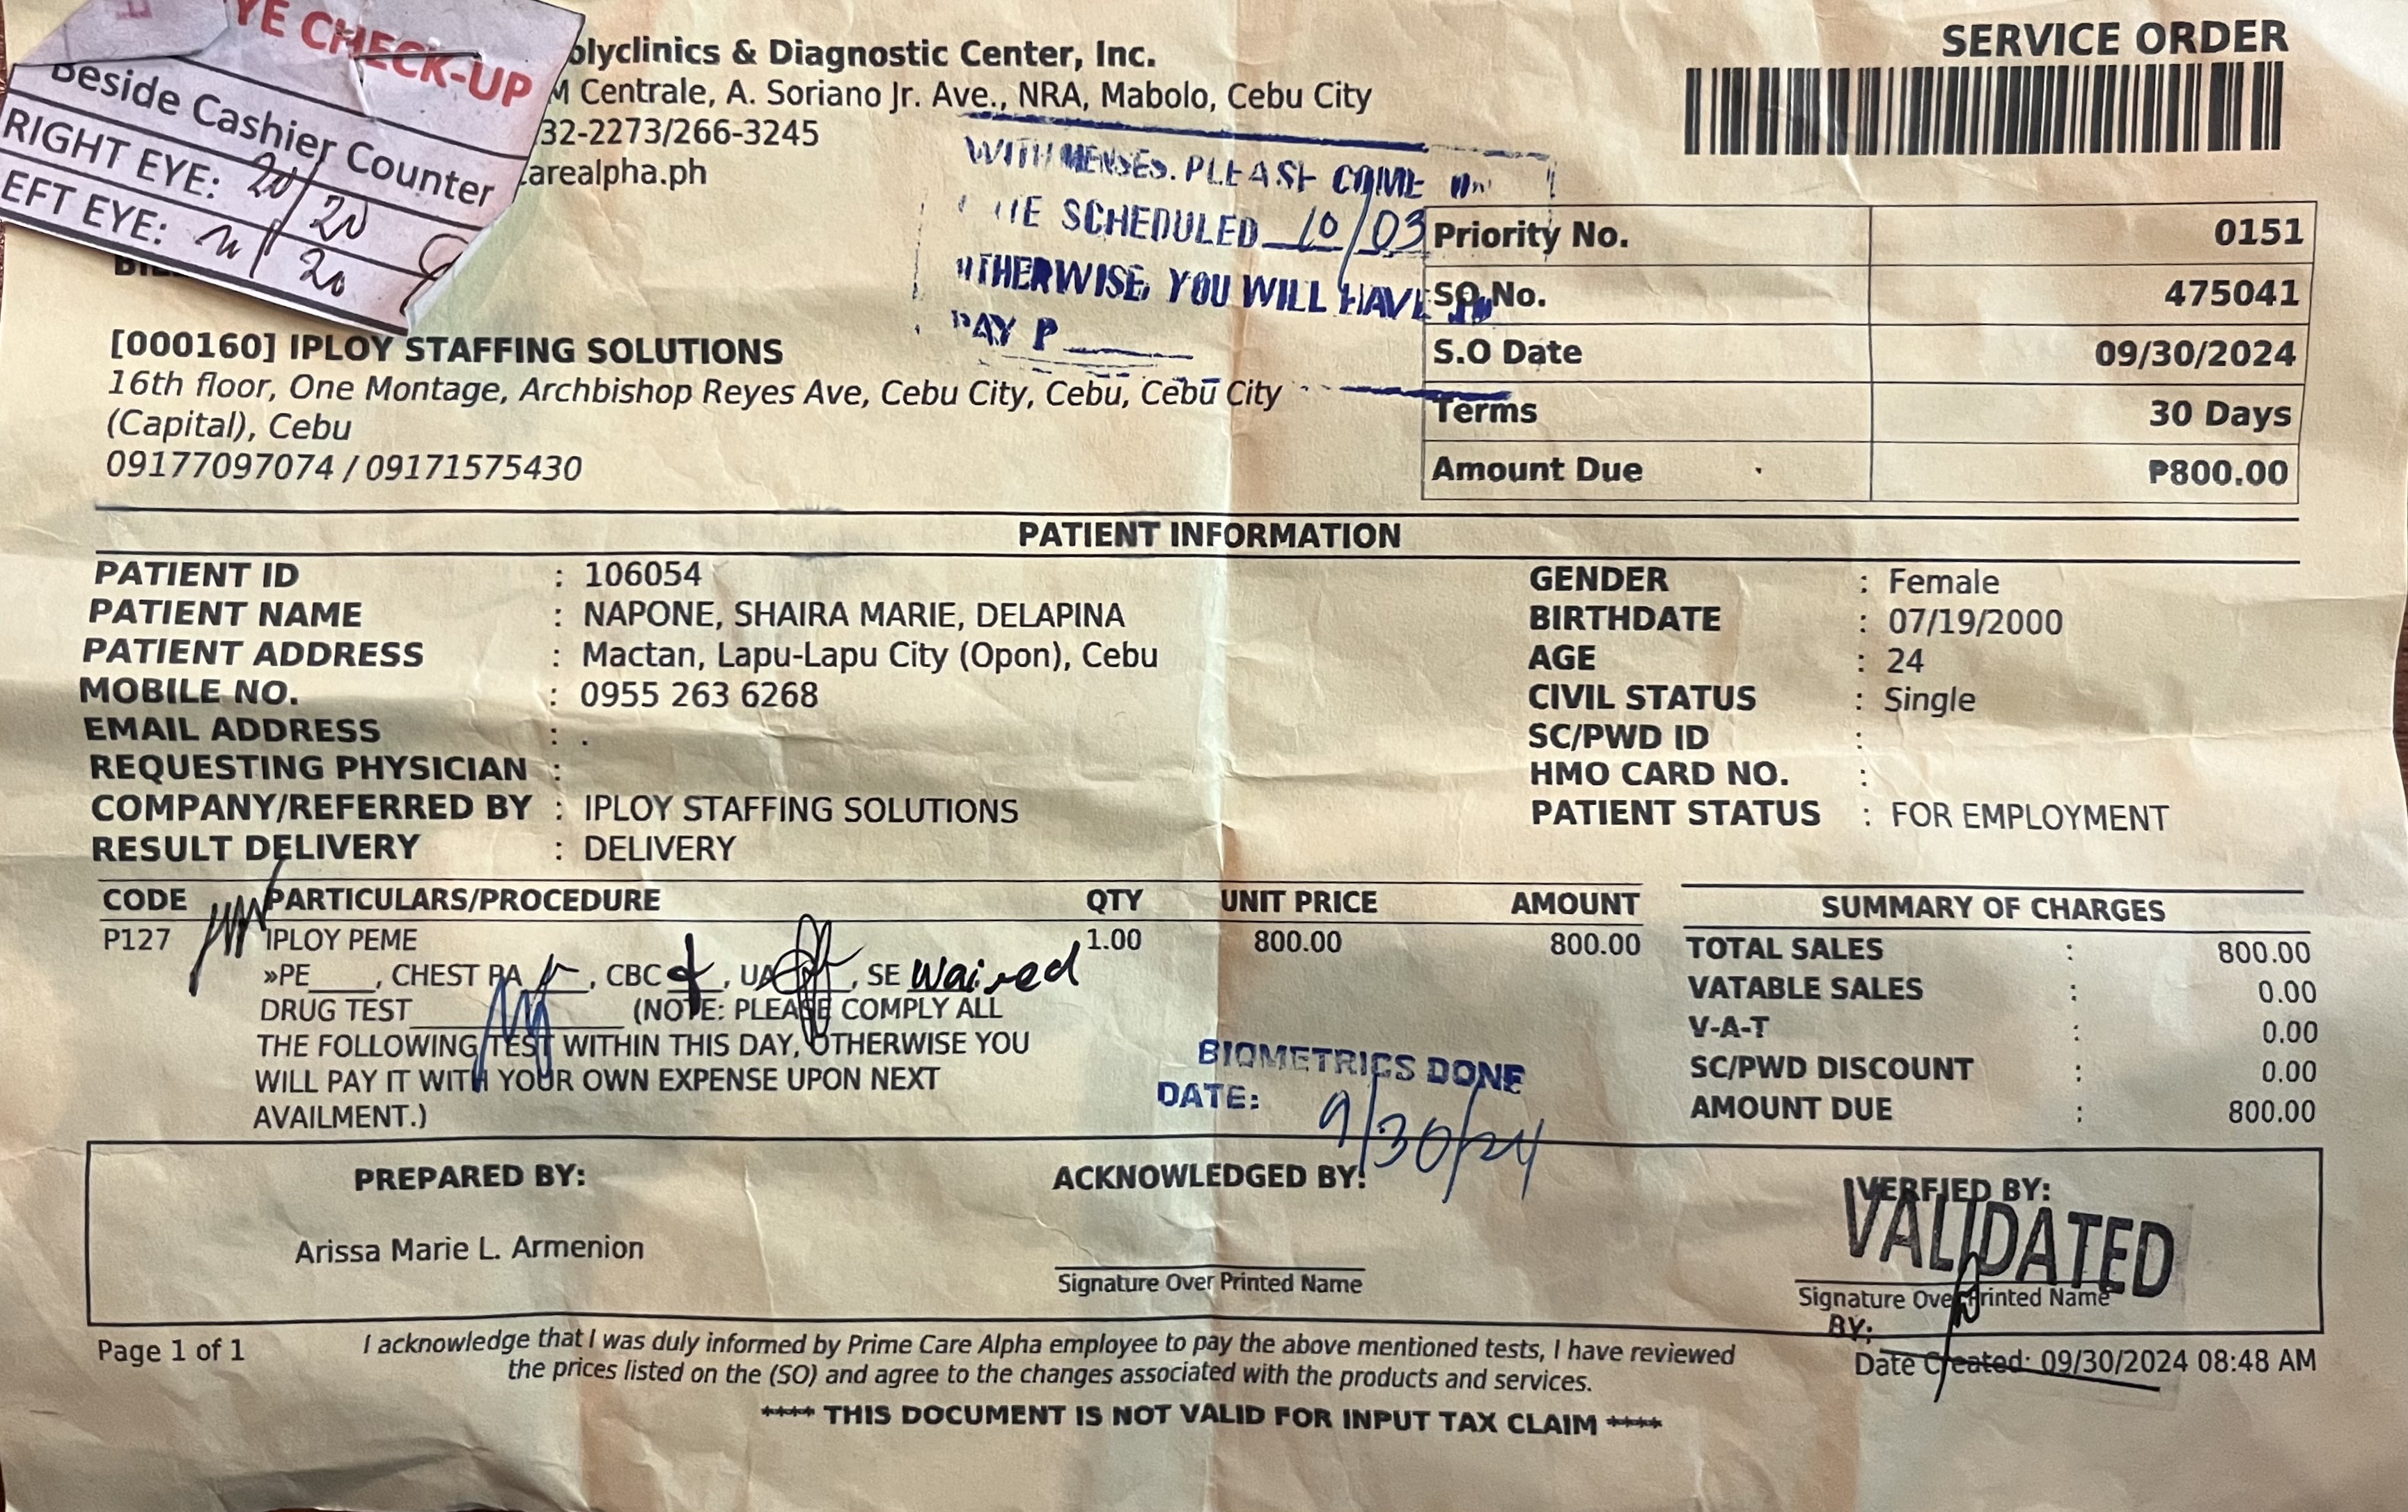 YE CHECK-UP
Beside Cashier Counter
RIGHT EYE: 20/20
EFT EYE: 20
olyclinics & Diagnostic Center, Inc.
M Centrale, A. Soriano Jr. Ave., NRA, Mabolo, Cebu City
32-2273/266-3245
carealpha.ph
SERVICE ORDER
WITH MENSES. PLEASE COME
SCHEDULED 10/03
THERWISE, YOU WILL HAVE
PAY P
Priority No. 0151
SO No. 475041
S.O Date 09/30/2024
Terms 30 Days
Amount Due ₱800.00
[000160] IPLOY STAFFING SOLUTIONS
16th floor, One Montage, Archbishop Reyes Ave, Cebu City, Cebu, Cebu City
(Capital), Cebu
09177097074 / 09171575430
PATIENT INFORMATION
PATIENT ID : 106054
PATIENT NAME : NAPONE, SHAIRA MARIE, DELAPINA
PATIENT ADDRESS : Mactan, Lapu-Lapu City (Opon), Cebu
MOBILE NO. : 0955 263 6268
EMAIL ADDRESS : .
REQUESTING PHYSICIAN :
COMPANY/REFERRED BY : IPLOY STAFFING SOLUTIONS
RESULT DELIVERY : DELIVERY
GENDER : Female
BIRTHDATE : 07/19/2000
AGE : 24
CIVIL STATUS : Single
SC/PWD ID :
HMO CARD NO. :
PATIENT STATUS : FOR EMPLOYMENT
CODE PARTICULARS/PROCEDURE QTY UNIT PRICE AMOUNT
P127 IPLOY PEME 1.00 800.00 800.00
»PE____, CHEST PA____, CBC____, UA____, SE waived
DRUG TEST____ (NOTE: PLEASE COMPLY ALL
THE FOLLOWING TEST WITHIN THIS DAY, OTHERWISE YOU
WILL PAY IT WITH YOUR OWN EXPENSE UPON NEXT
AVAILMENT.)
SUMMARY OF CHARGES
TOTAL SALES : 800.00
VATABLE SALES : 0.00
V-A-T : 0.00
SC/PWD DISCOUNT : 0.00
AMOUNT DUE : 800.00
BIOMETRICS DONE
DATE: 9/30/24
PREPARED BY:
Arissa Marie L. Armenion
ACKNOWLEDGED BY:
Signature Over Printed Name
VERFIED BY:
VALIDATED
Signature Over Printed Name
BY:
Page 1 of 1
I acknowledge that I was duly informed by Prime Care Alpha employee to pay the above mentioned tests, I have reviewed
the prices listed on the (SO) and agree to the changes associated with the products and services.
Date Created: 09/30/2024 08:48 AM
**** THIS DOCUMENT IS NOT VALID FOR INPUT TAX CLAIM ****